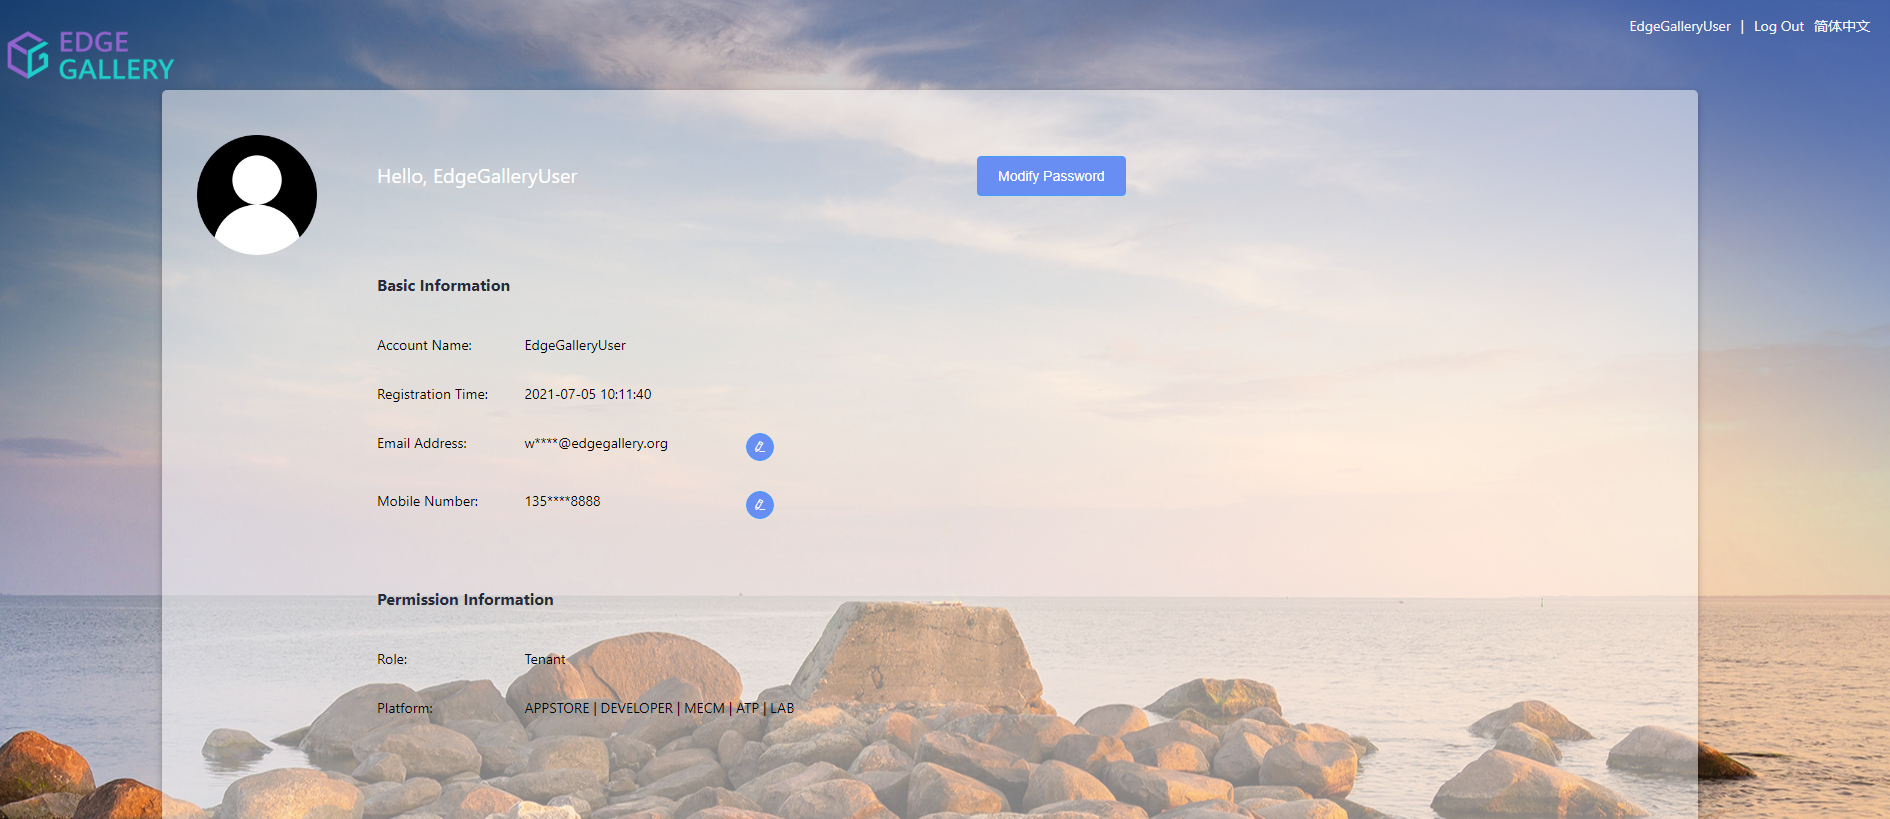 EDGE
GALLERY
EdgeGalleryUser | Log Out 简体中文
Hello, EdgeGalleryUser
Modify Password
Basic Information
Account Name: EdgeGalleryUser
Registration Time: 2021-07-05 10:11:40
Email Address: w****@edgegallery.org
Mobile Number: 135****8888
Permission Information
Role: Tenant
Platform: APPSTORE | DEVELOPER | MECM | ATP | LAB